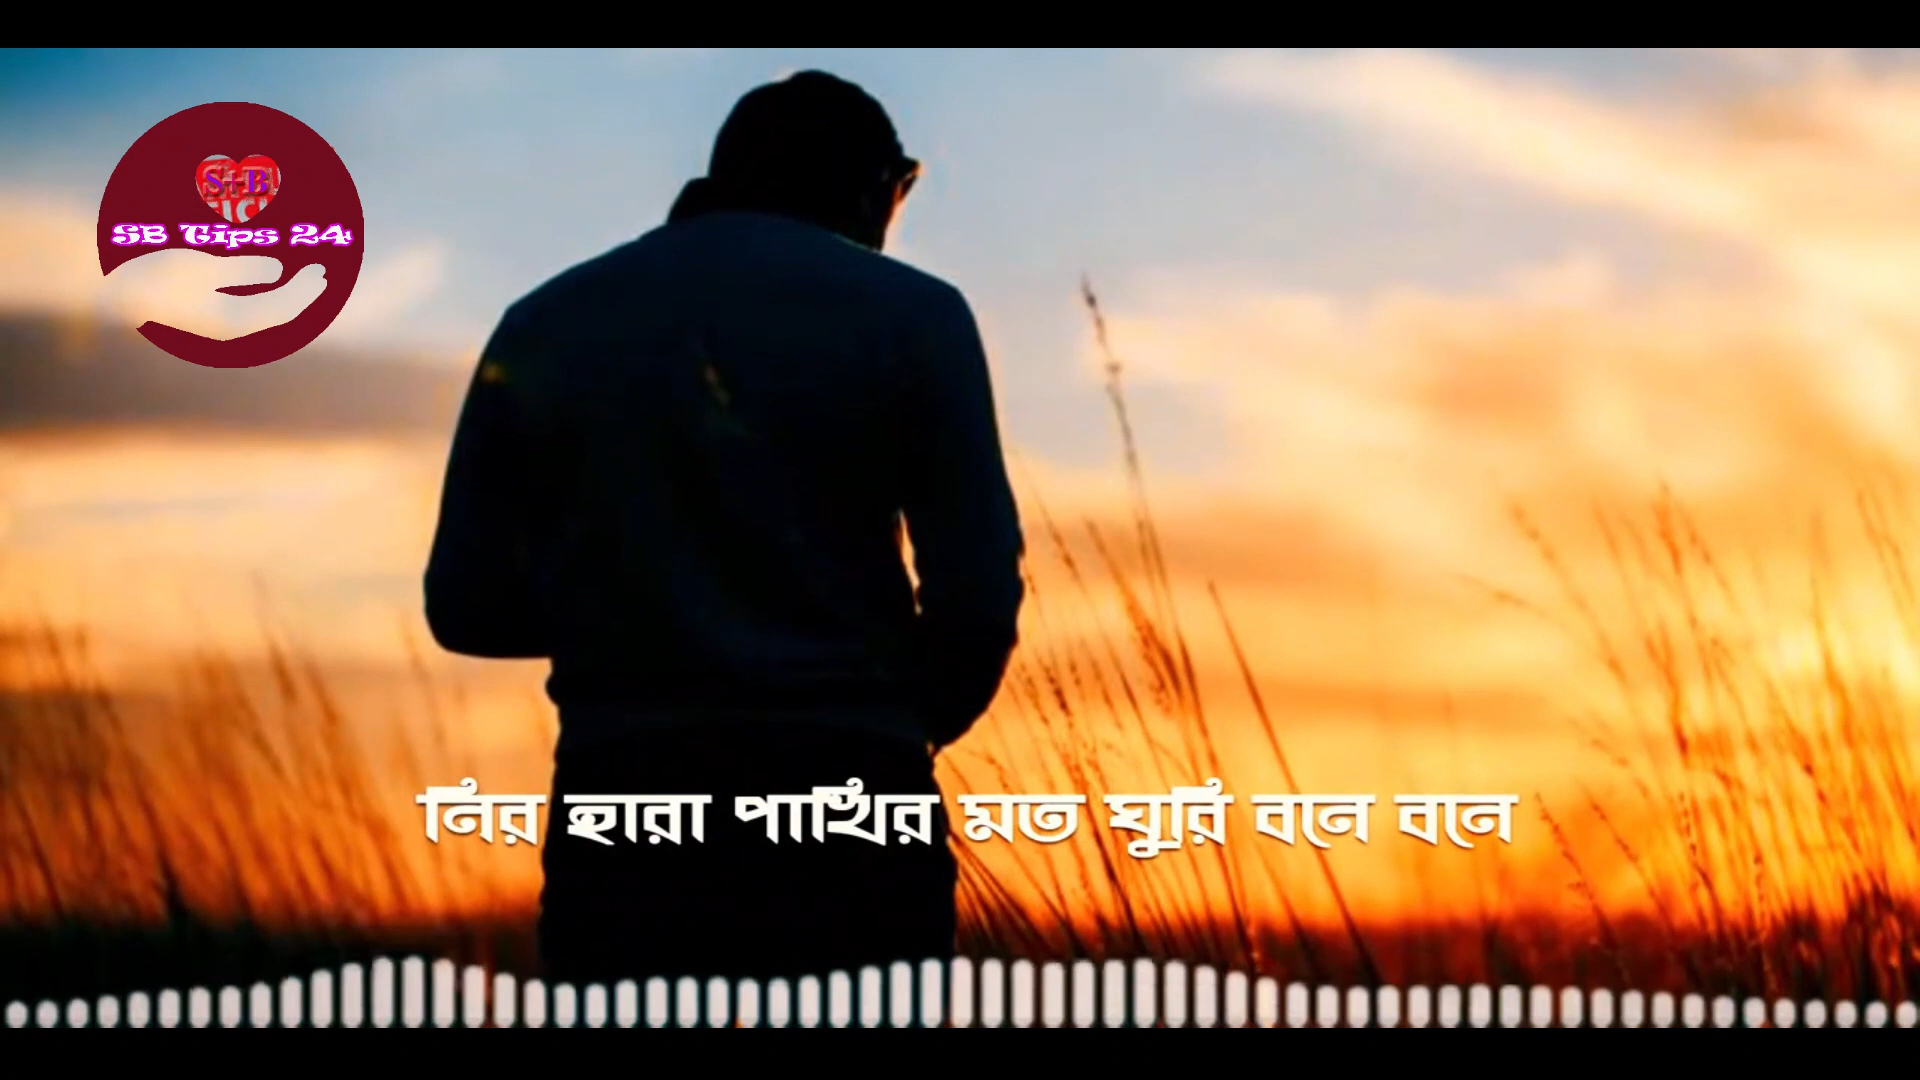 S+B
SB Tips 24
নির হারা পাখির মত ঘুরি বনে বনে